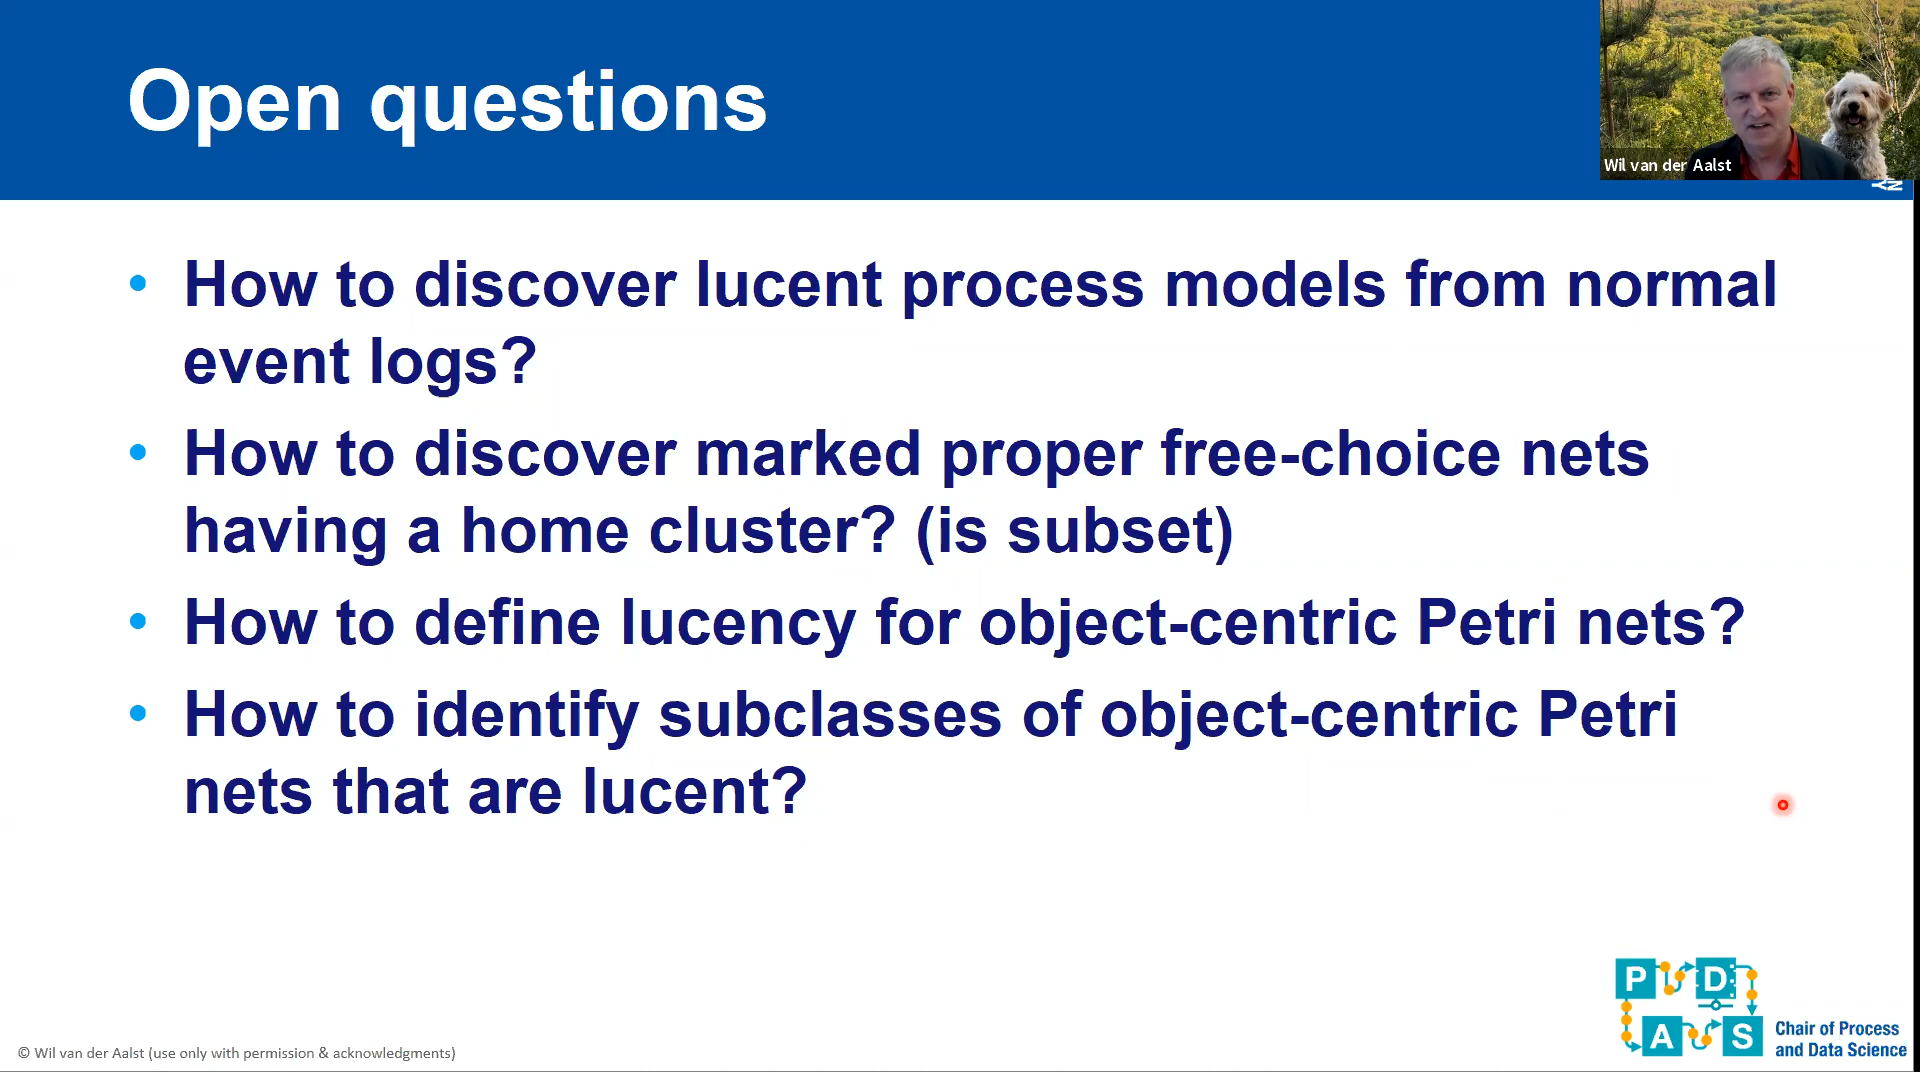 Open questions
Wil van der Aalst
• How to discover lucent process models from normal
event logs?
• How to discover marked proper free-choice nets
having a home cluster? (is subset)
• How to define lucency for object-centric Petri nets?
• How to identify subclasses of object-centric Petri
nets that are lucent?
P D
A S
Chair of Process
and Data Science
© Wil van der Aalst (use only with permission & acknowledgments)